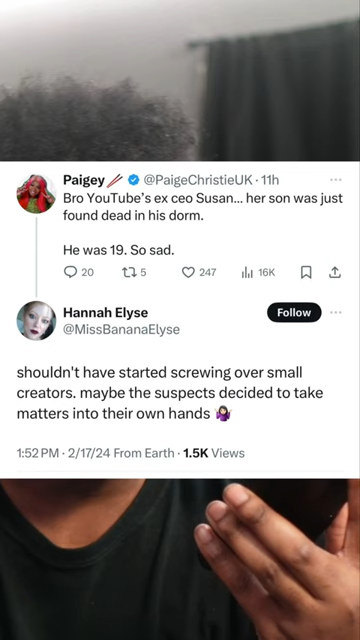 Paigey 🥢 @PaigeChristieUK · 11h
Bro YouTube's ex ceo Susan... her son was just
found dead in his dorm.
He was 19. So sad.
20 5 247 16K
Hannah Elyse
@MissBananaElyse
Follow
shouldn't have started screwing over small
creators. maybe the suspects decided to take
matters into their own hands 🤷🏻‍♀️
1:52 PM · 2/17/24 From Earth · 1.5K Views